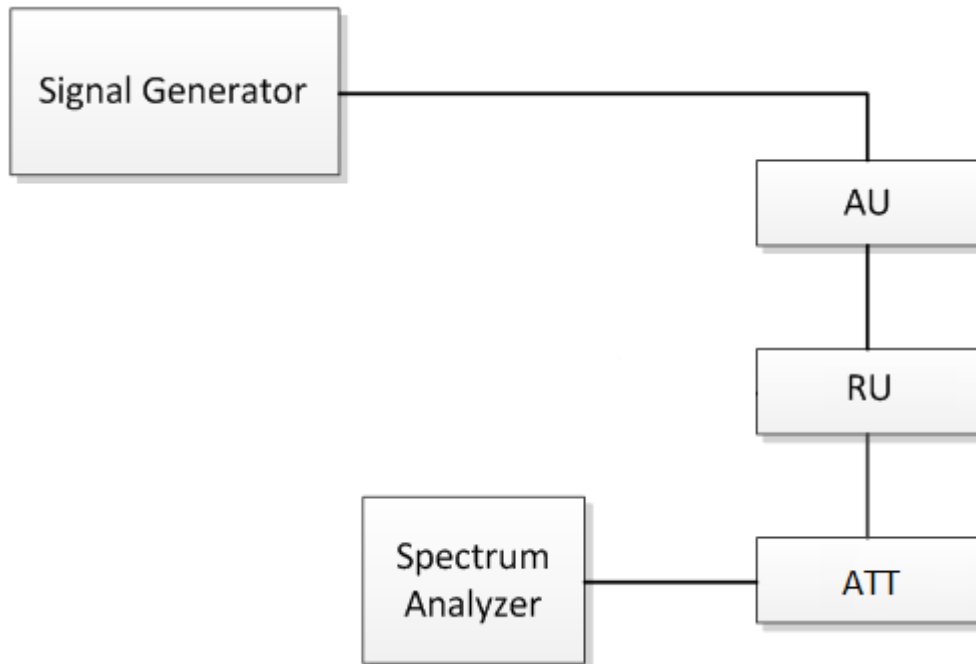 Signal Generator
AU
RU
Spectrum
Analyzer
ATT